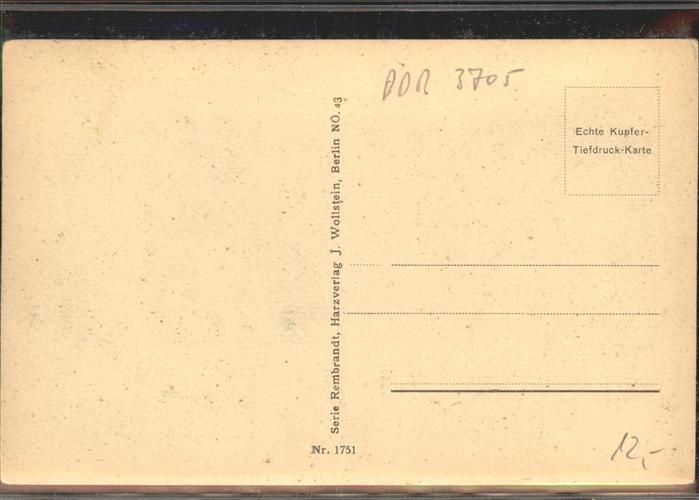 DDR 3705
Echte Kupfer-
Tiefdruck-Karte
Serie Rembrandt, Harzverlag J. Wollstein, Berlin NO. 43
Nr. 1751
12,-